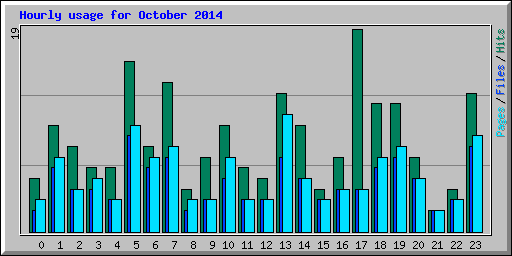 Hourly usage for October 2014
19
Pages / Files / Hits
0 1 2 3 4 5 6 7 8 9 10 11 12 13 14 15 16 17 18 19 20 21 22 23